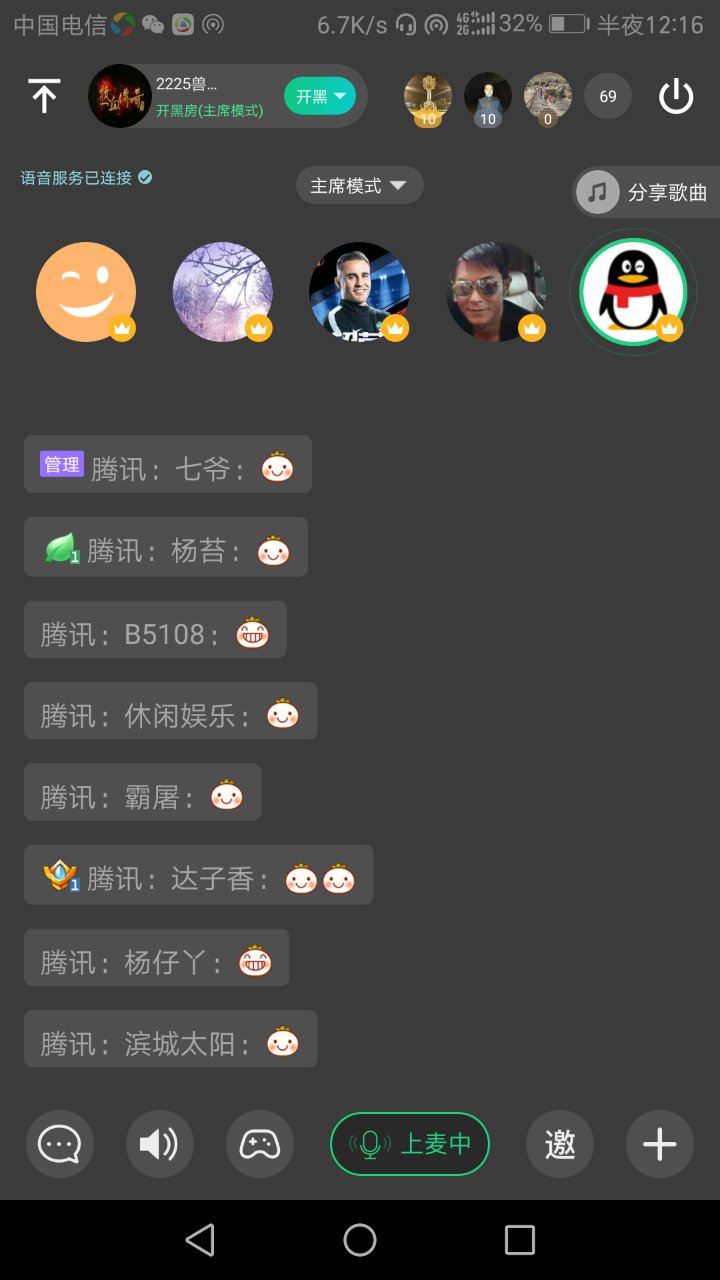 中国电信
6.7K/s
4G
2G
32%
半夜12:16
2225兽...
开黑房(主席模式)
开黑
10
10
0
69
语音服务已连接
主席模式
分享歌曲
管理 腾讯：七爷：
1 腾讯：杨苔：
腾讯：B5108：
腾讯：休闲娱乐：
腾讯：霸屠：
1 腾讯：达子香：
腾讯：杨仔丫：
腾讯：滨城太阳：
上麦中
邀